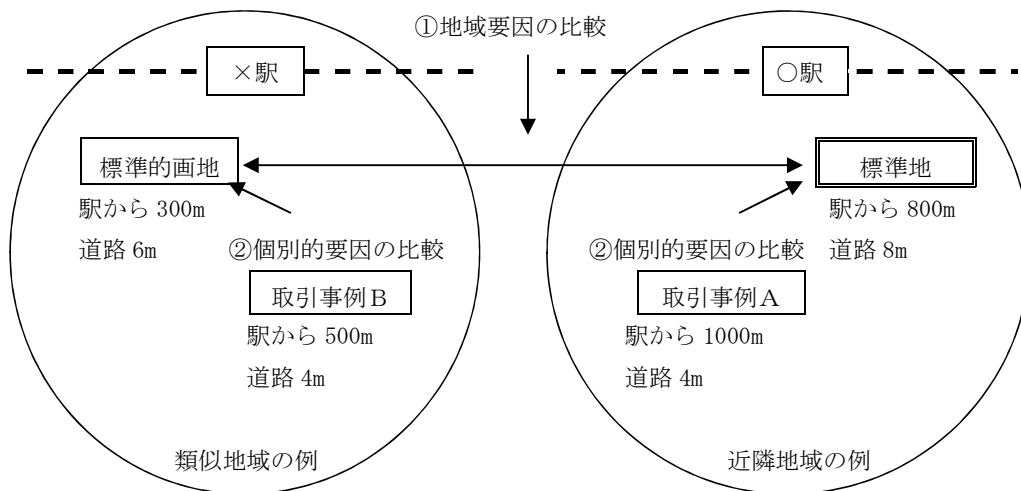 ①地域要因の比較
×駅
○駅
標準的画地
標準地
駅から 300m
道路 6m
駅から 800m
道路 8m
②個別的要因の比較
②個別的要因の比較
取引事例B
取引事例A
駅から 500m
道路 4m
駅から 1000m
道路 4m
類似地域の例
近隣地域の例